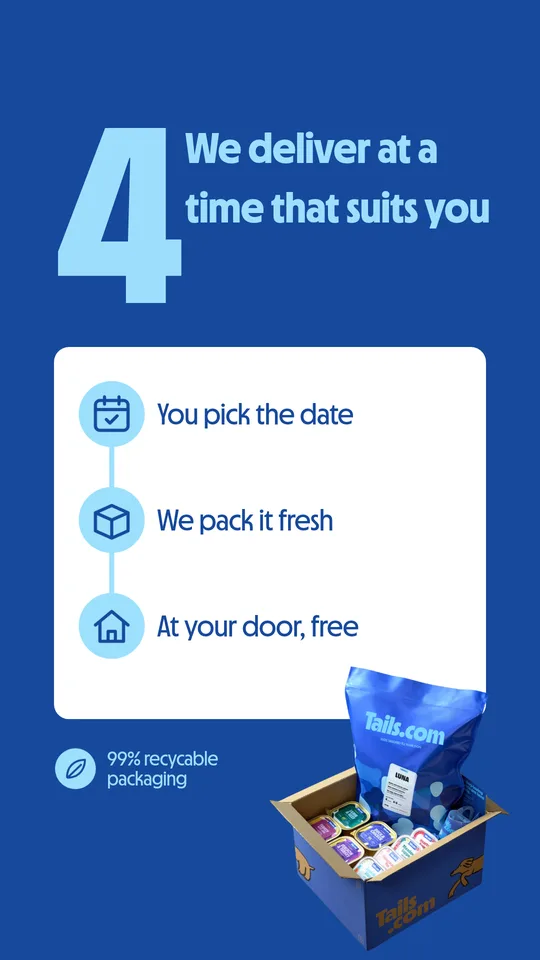 4
We deliver at a
time that suits you
You pick the date
We pack it fresh
At your door, free
99% recycable
packaging
Tails.com
LUNA
Tails
.com